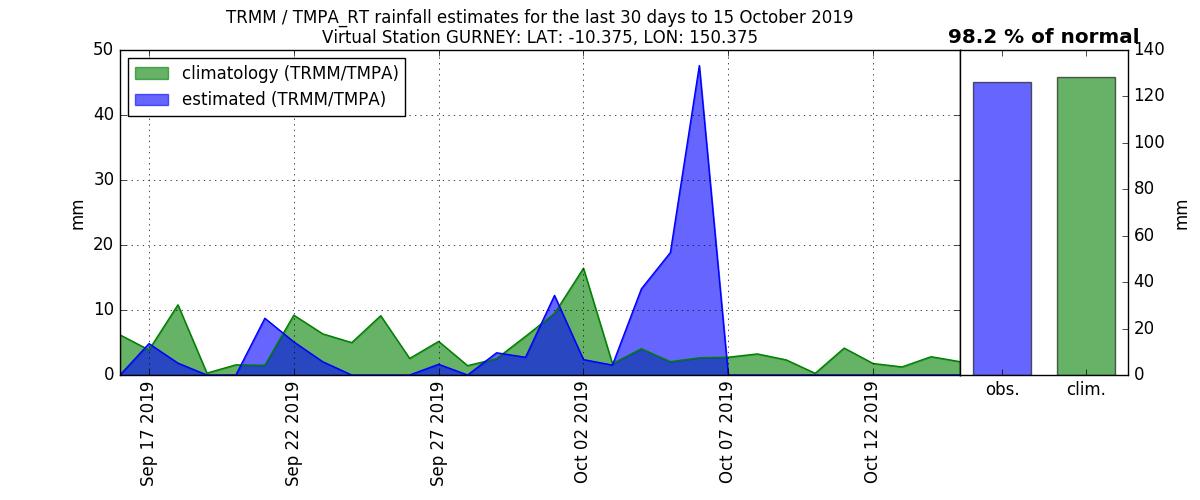 TRMM / TMPA_RT rainfall estimates for the last 30 days to 15 October 2019
Virtual Station GURNEY: LAT: -10.375, LON: 150.375
98.2 % of normal
climatology (TRMM/TMPA)
estimated (TRMM/TMPA)
50
40
30
20
10
0
mm
Sep 17 2019
Sep 22 2019
Sep 27 2019
Oct 02 2019
Oct 07 2019
Oct 12 2019
140
120
100
80
60
40
20
0
mm
obs.
clim.